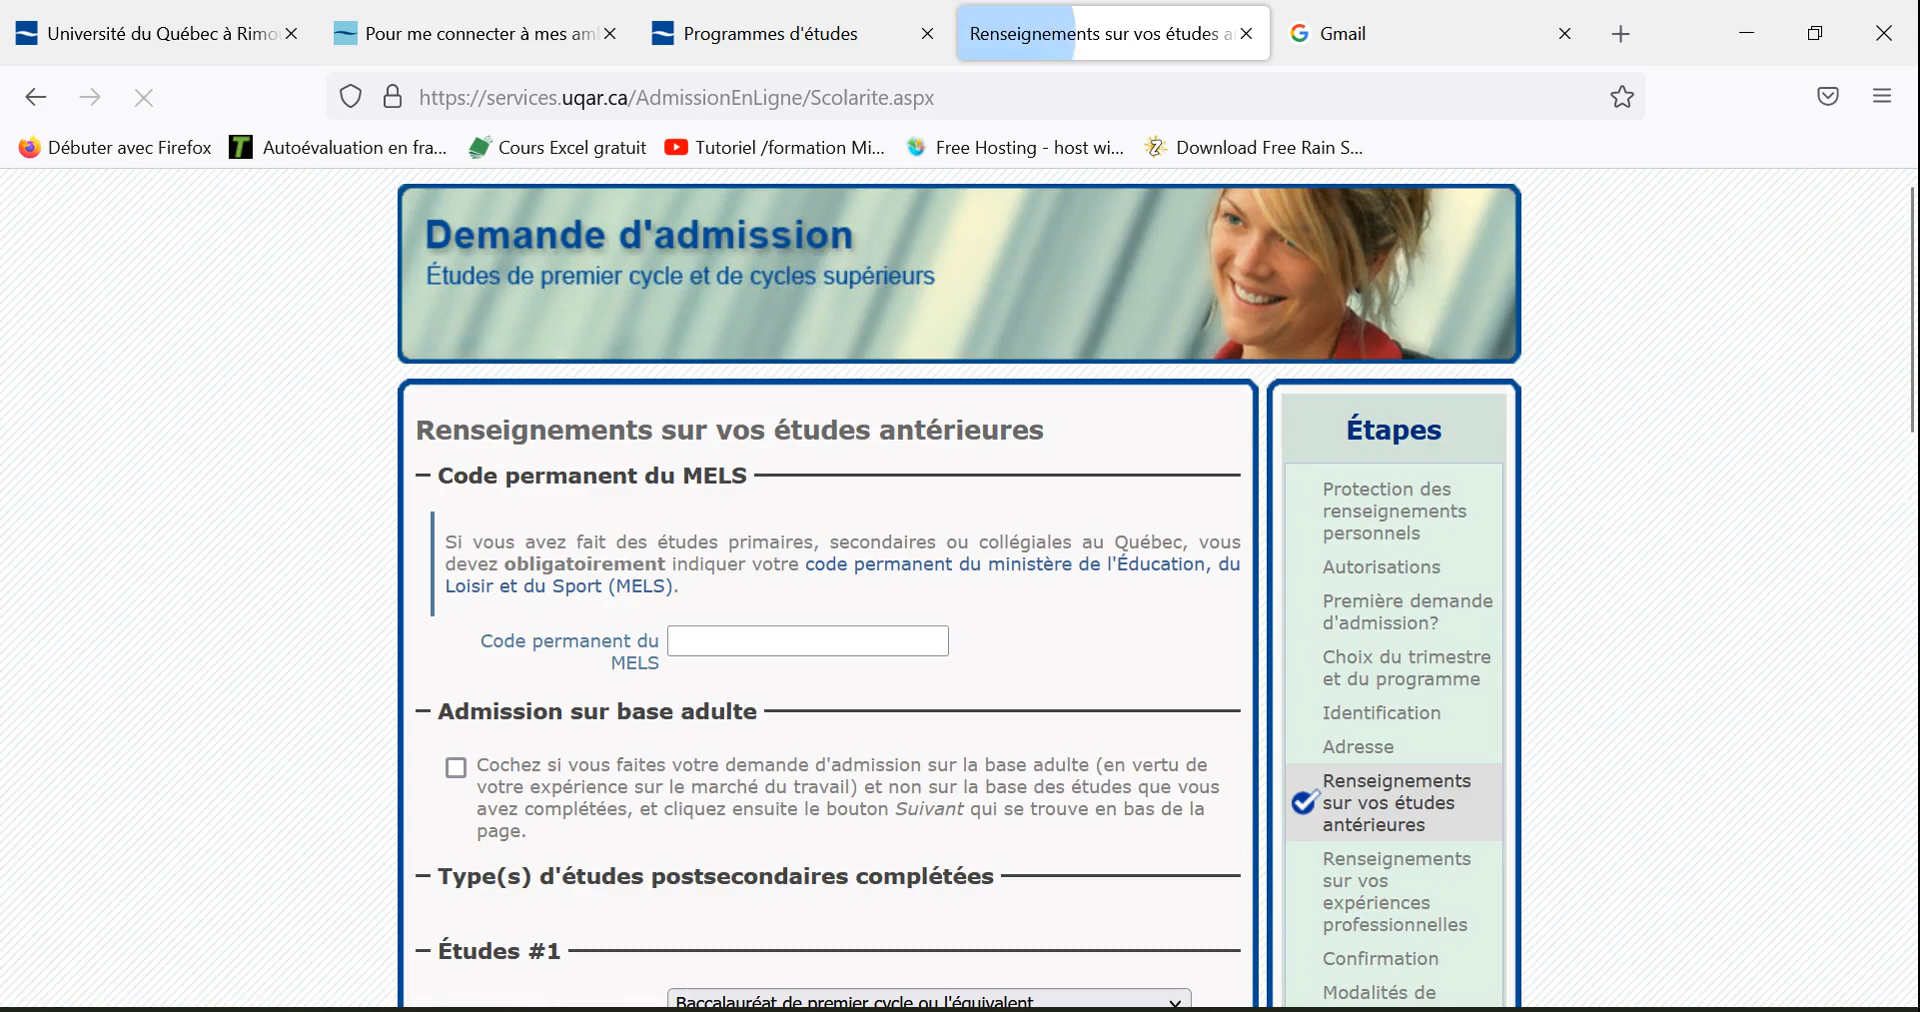 Université du Québec à Rimo
Pour me connecter à mes aml
Programmes d'études
Renseignements sur vos études a
Gmail
https://services.uqar.ca/AdmissionEnLigne/Scolarite.aspx
Débuter avec Firefox
Autoévaluation en fra...
Cours Excel gratuit
Tutoriel /formation Mi...
Free Hosting - host wi...
Download Free Rain S...
Demande d'admission
Études de premier cycle et de cycles supérieurs
Renseignements sur vos études antérieures
Code permanent du MELS
Si vous avez fait des études primaires, secondaires ou collégiales au Québec, vous
devez obligatoirement indiquer votre code permanent du ministère de l'Éducation, du
Loisir et du Sport (MELS).
Code permanent du
MELS
Admission sur base adulte
Cochez si vous faites votre demande d'admission sur la base adulte (en vertu de
votre expérience sur le marché du travail) et non sur la base des études que vous
avez complétées, et cliquez ensuite le bouton Suivant qui se trouve en bas de la
page.
Type(s) d'études postsecondaires complétées
Études #1
Baccalauréat de premier cycle ou l'équivalent
Étapes
Protection des
renseignements
personnels
Autorisations
Première demande
d'admission?
Choix du trimestre
et du programme
Identification
Adresse
Renseignements
sur vos études
antérieures
Renseignements
sur vos
expériences
professionnelles
Confirmation
Modalités de